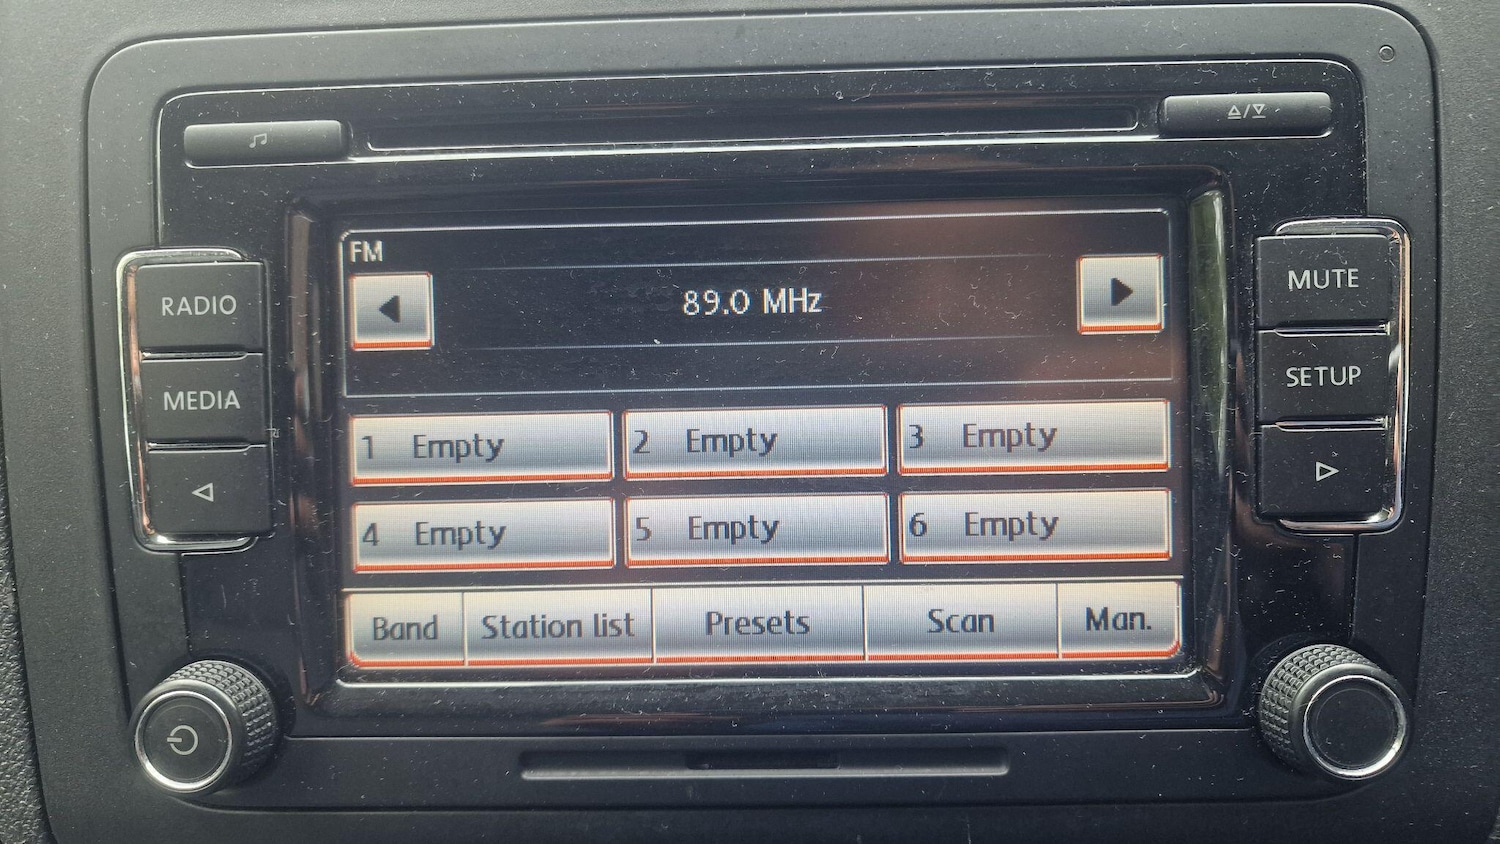 RADIO
MEDIA
FM
89.0 MHz
1 Empty
2 Empty
3 Empty
4 Empty
5 Empty
6 Empty
Band
Station list
Presets
Scan
Man.
MUTE
SETUP